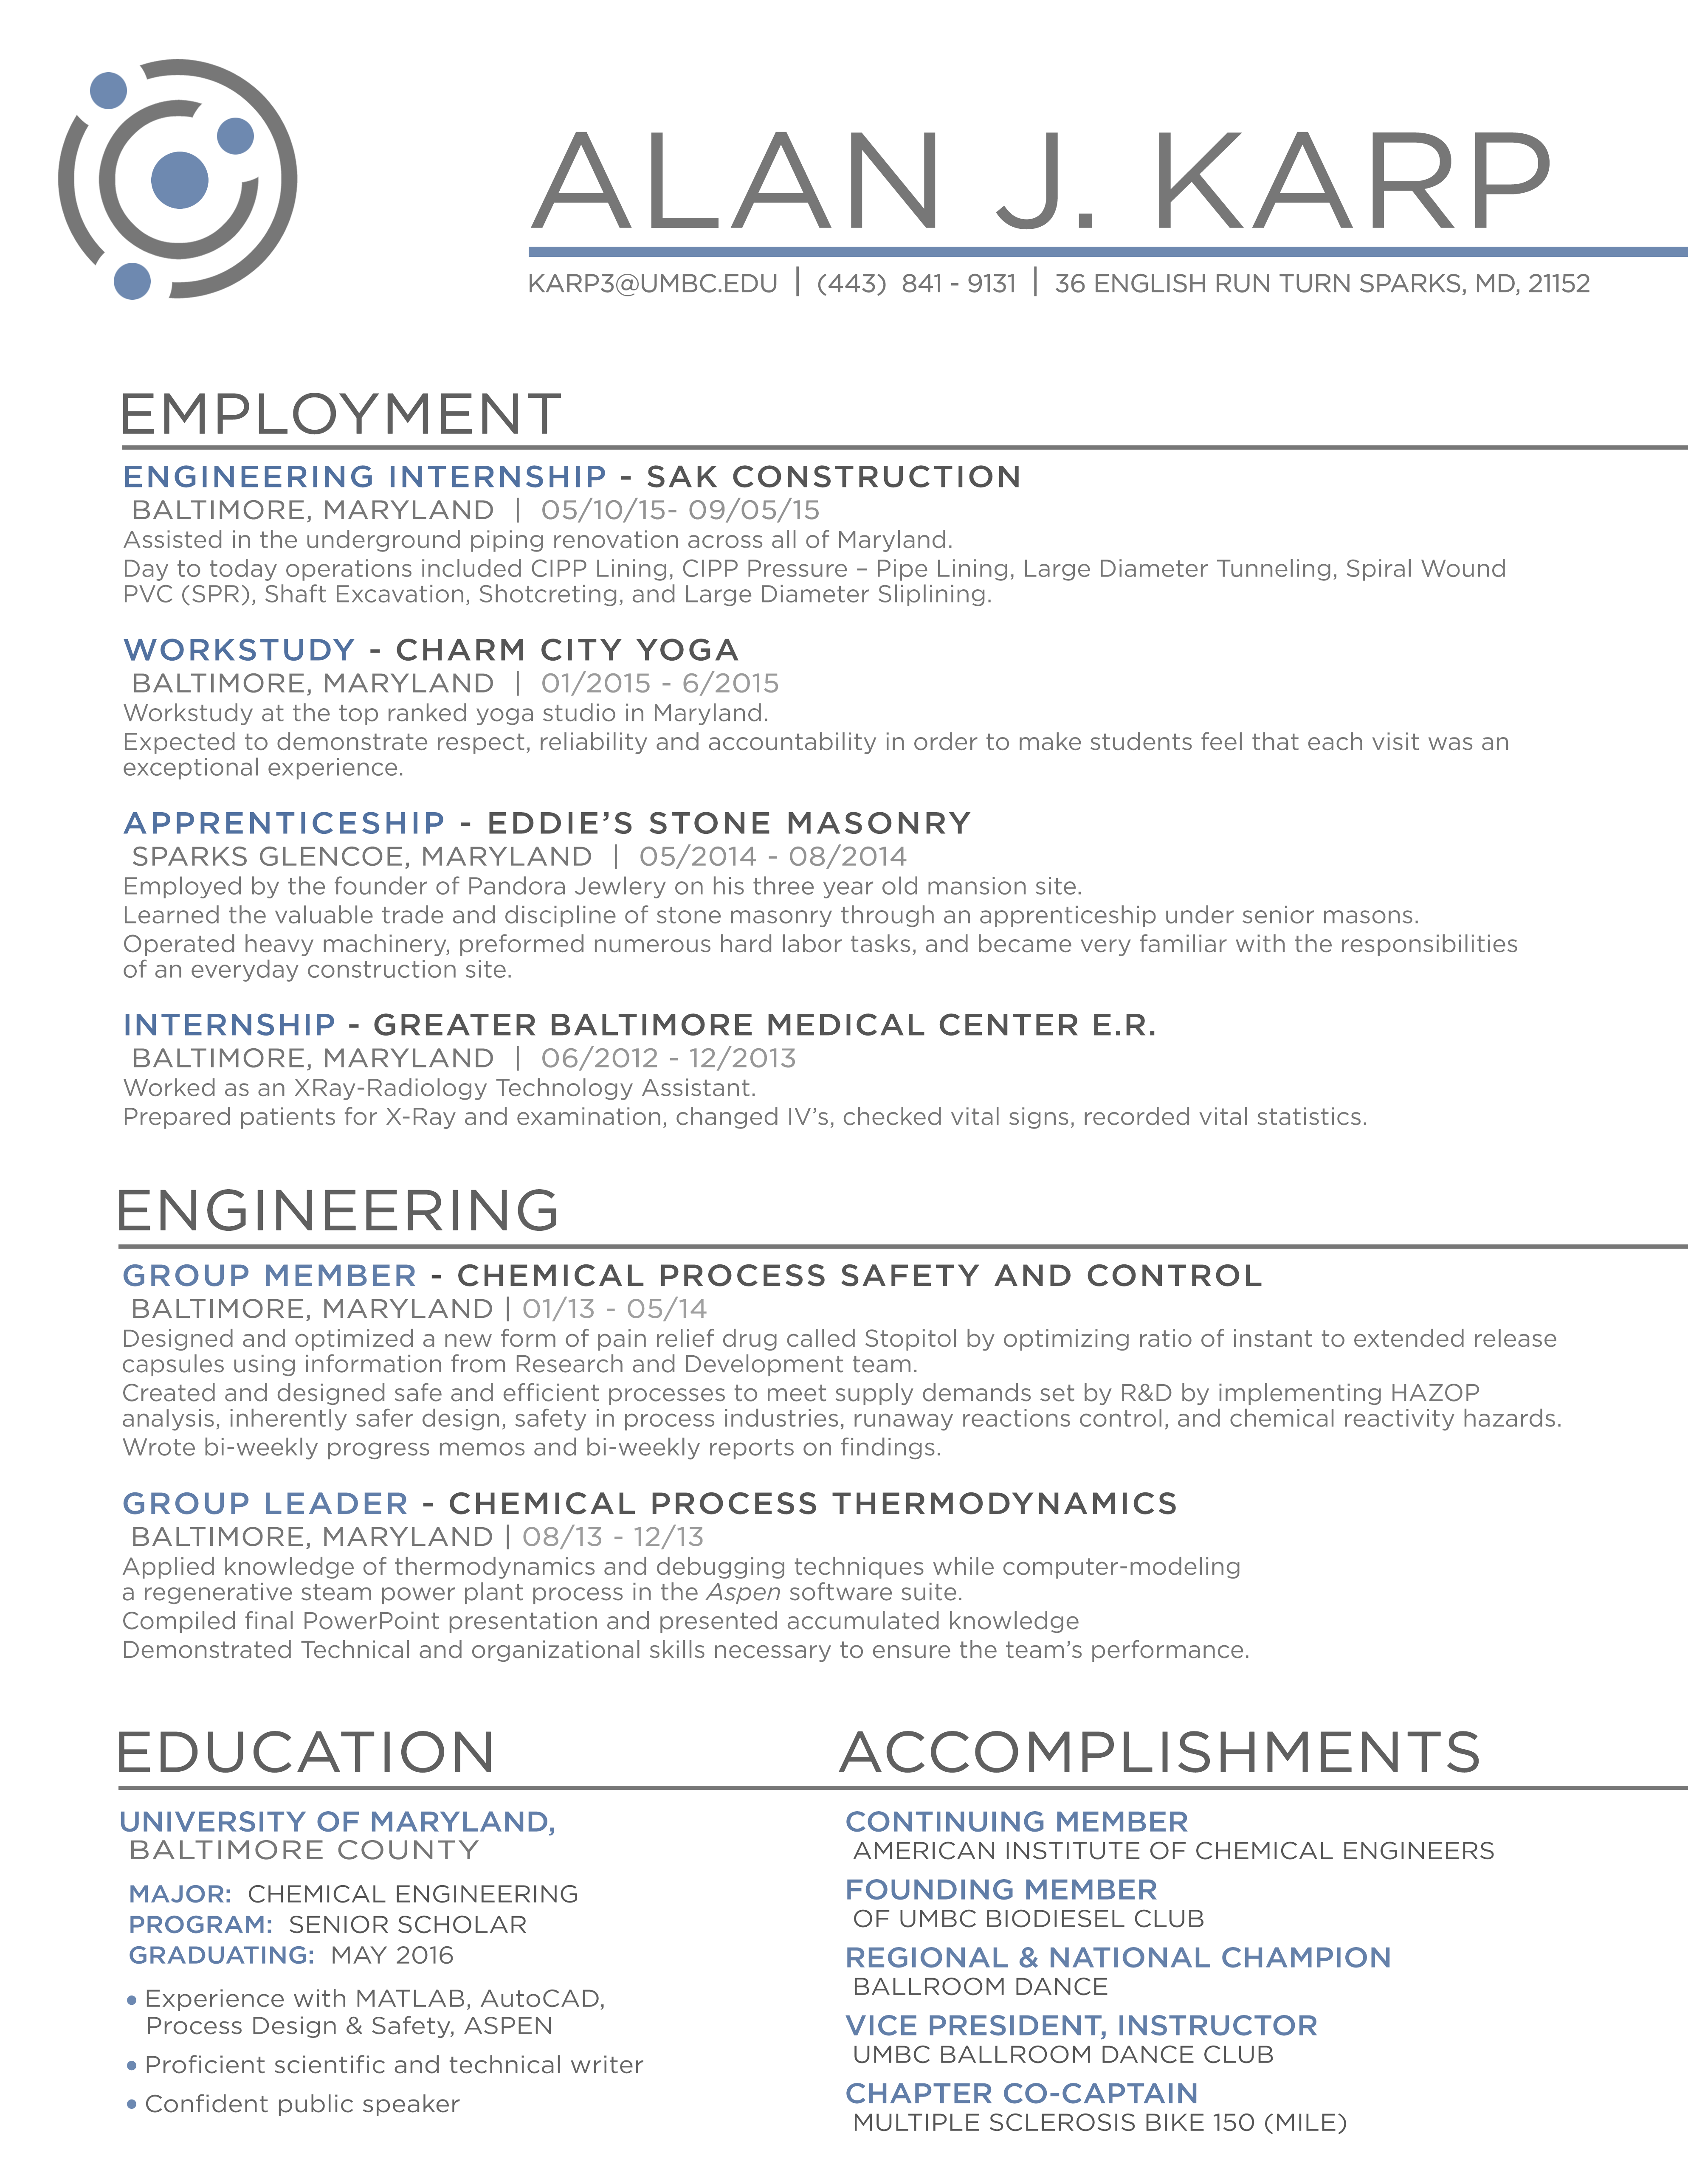 ALAN J. KARP
KARP3@UMBC.EDU | (443) 841 - 9131 | 36 ENGLISH RUN TURN SPARKS, MD, 21152
EMPLOYMENT
ENGINEERING INTERNSHIP - SAK CONSTRUCTION
BALTIMORE, MARYLAND | 05/10/15- 09/05/15
Assisted in the underground piping renovation across all of Maryland.
Day to today operations included CIPP Lining, CIPP Pressure – Pipe Lining, Large Diameter Tunneling, Spiral Wound
PVC (SPR), Shaft Excavation, Shotcreting, and Large Diameter Sliplining.
WORKSTUDY - CHARM CITY YOGA
BALTIMORE, MARYLAND | 01/2015 - 6/2015
Workstudy at the top ranked yoga studio in Maryland.
Expected to demonstrate respect, reliability and accountability in order to make students feel that each visit was an
exceptional experience.
APPRENTICESHIP - EDDIE’S STONE MASONRY
SPARKS GLENCOE, MARYLAND | 05/2014 - 08/2014
Employed by the founder of Pandora Jewlery on his three year old mansion site.
Learned the valuable trade and discipline of stone masonry through an apprenticeship under senior masons.
Operated heavy machinery, preformed numerous hard labor tasks, and became very familiar with the responsibilities
of an everyday construction site.
INTERNSHIP - GREATER BALTIMORE MEDICAL CENTER E.R.
BALTIMORE, MARYLAND | 06/2012 - 12/2013
Worked as an XRay-Radiology Technology Assistant.
Prepared patients for X-Ray and examination, changed IV’s, checked vital signs, recorded vital statistics.
ENGINEERING
GROUP MEMBER - CHEMICAL PROCESS SAFETY AND CONTROL
BALTIMORE, MARYLAND | 01/13 - 05/14
Designed and optimized a new form of pain relief drug called Stopitol by optimizing ratio of instant to extended release
capsules using information from Research and Development team.
Created and designed safe and efficient processes to meet supply demands set by R&D by implementing HAZOP
analysis, inherently safer design, safety in process industries, runaway reactions control, and chemical reactivity hazards.
Wrote bi-weekly progress memos and bi-weekly reports on findings.
GROUP LEADER - CHEMICAL PROCESS THERMODYNAMICS
BALTIMORE, MARYLAND | 08/13 - 12/13
Applied knowledge of thermodynamics and debugging techniques while computer-modeling
a regenerative steam power plant process in the Aspen software suite.
Compiled final PowerPoint presentation and presented accumulated knowledge
Demonstrated Technical and organizational skills necessary to ensure the team’s performance.
EDUCATION
UNIVERSITY OF MARYLAND,
BALTIMORE COUNTY
MAJOR: CHEMICAL ENGINEERING
PROGRAM: SENIOR SCHOLAR
GRADUATING: MAY 2016
• Experience with MATLAB, AutoCAD,
Process Design & Safety, ASPEN
• Proficient scientific and technical writer
• Confident public speaker
ACCOMPLISHMENTS
CONTINUING MEMBER
AMERICAN INSTITUTE OF CHEMICAL ENGINEERS
FOUNDING MEMBER
OF UMBC BIODIESEL CLUB
REGIONAL & NATIONAL CHAMPION
BALLROOM DANCE
VICE PRESIDENT, INSTRUCTOR
UMBC BALLROOM DANCE CLUB
CHAPTER CO-CAPTAIN
MULTIPLE SCLEROSIS BIKE 150 (MILE)